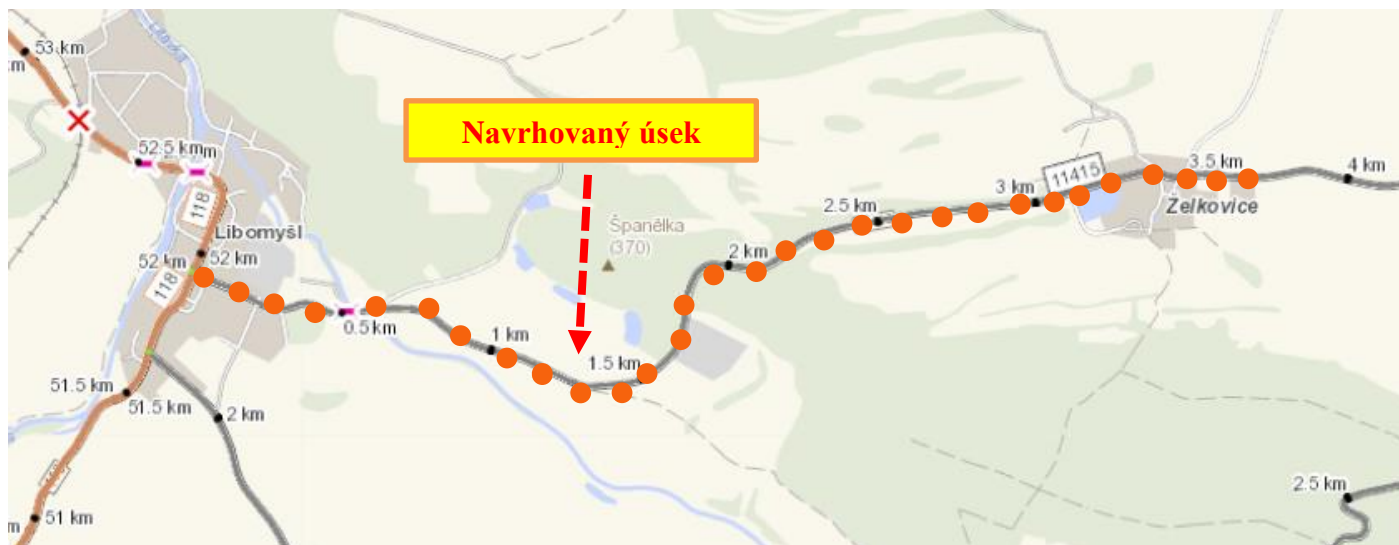 53 km
Navrhovaný úsek
52.5 km
3.5 km
4 km
11415
3 km
Želkovice
118
2.5 km
Španělka
(370)
Libomyšl
52 km
52 km
2 km
118
0.5 km
1 km
1.5 km
51.5 km
51.5 km
2 km
2.5 km
51 km